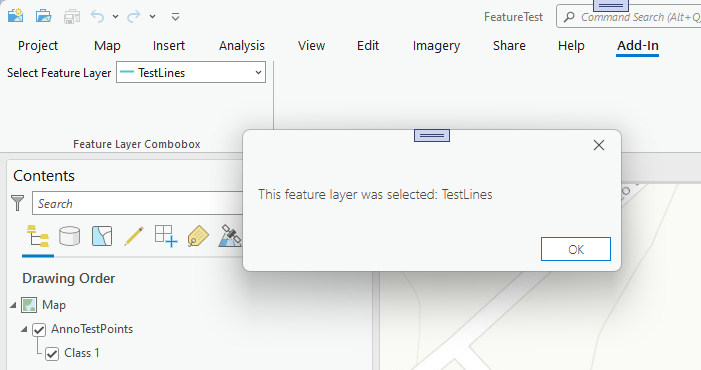 FeatureTest
Command Search (Alt+Q
Project Map Insert Analysis View Edit Imagery Share Help Add-In
Select Feature Layer TestLines
Feature Layer Combobox
This feature layer was selected: TestLines
OK
Contents
Search
Drawing Order
Map
AnnoTestPoints
Class 1